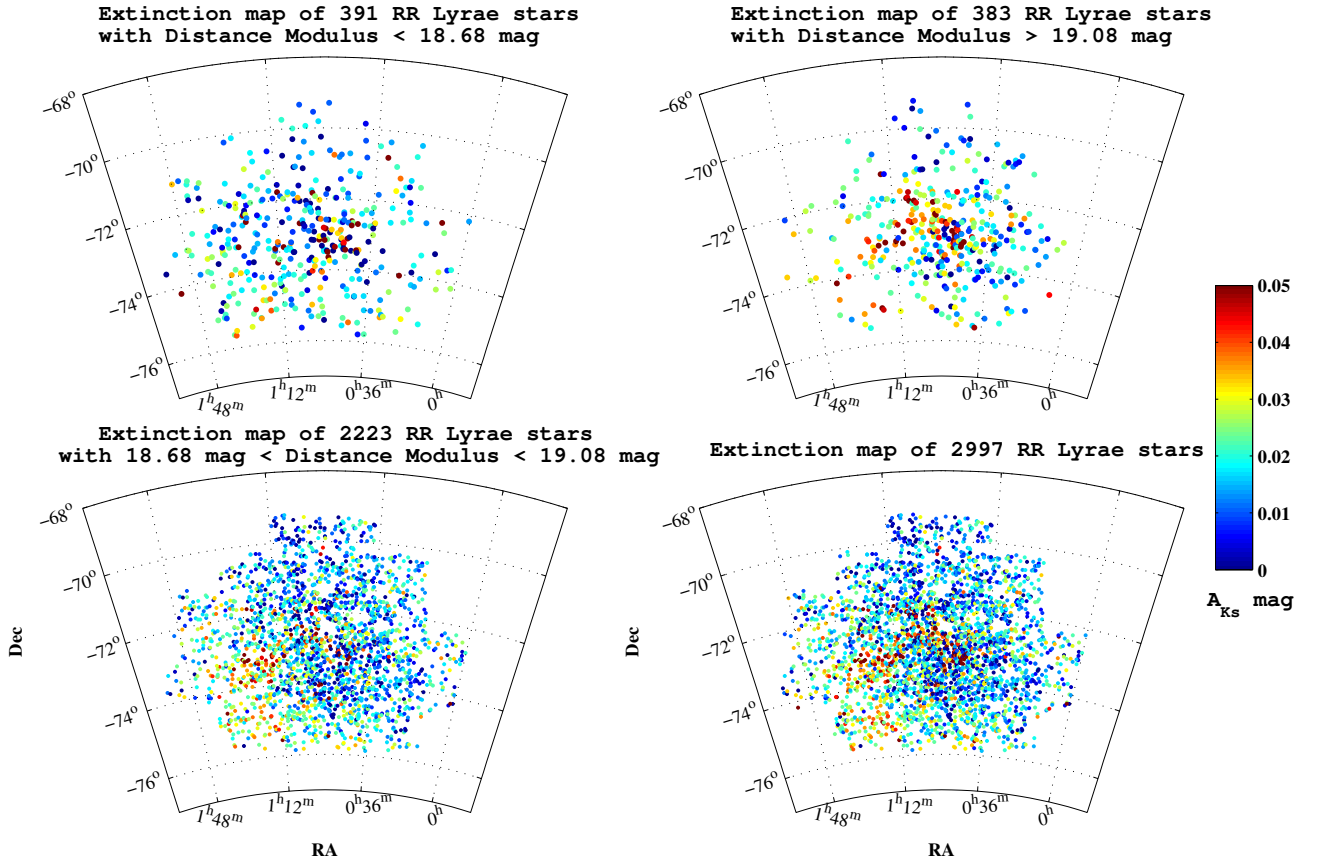 Extinction map of 391 RR Lyrae stars
with Distance Modulus < 18.68 mag
−68°
−70°
−72°
−74°
−76°
1ʰ48ᵐ
1ʰ12ᵐ
0ʰ36ᵐ
0ʰ
Extinction map of 383 RR Lyrae stars
with Distance Modulus > 19.08 mag
−68°
−70°
−72°
−74°
−76°
1ʰ48ᵐ
1ʰ12ᵐ
0ʰ36ᵐ
0ʰ
0.05
0.04
0.03
0.02
0.01
0
A_Ks mag
Extinction map of 2223 RR Lyrae stars
with 18.68 mag < Distance Modulus < 19.08 mag
−68°
−70°
−72°
−74°
−76°
Dec
1ʰ48ᵐ
1ʰ12ᵐ
0ʰ36ᵐ
0ʰ
RA
Extinction map of 2997 RR Lyrae stars
−68°
−70°
−72°
−74°
−76°
Dec
1ʰ48ᵐ
1ʰ12ᵐ
0ʰ36ᵐ
0ʰ
RA